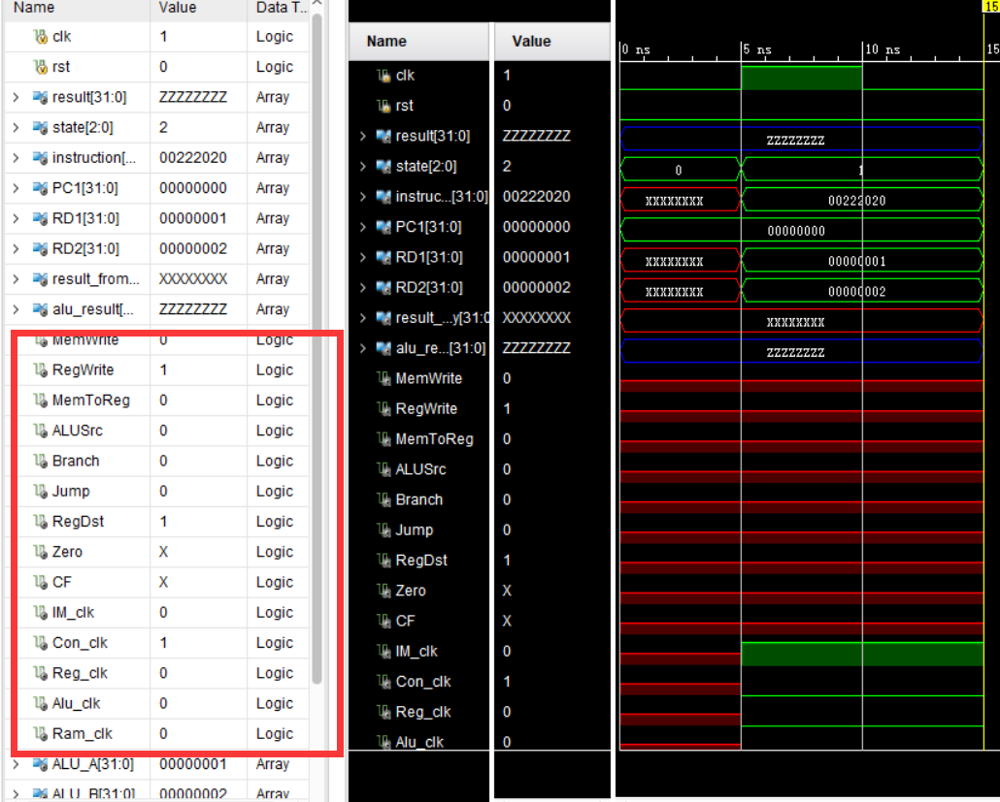 Name Value Data T...
clk 1 Logic
rst 0 Logic
result[31:0] ZZZZZZZZ Array
state[2:0] 2 Array
instruction[... 00222020 Array
PC1[31:0] 00000000 Array
RD1[31:0] 00000001 Array
RD2[31:0] 00000002 Array
result_from... XXXXXXXX Array
alu_result[... ZZZZZZZZ Array
MemWrite 0 Logic
RegWrite 1 Logic
MemToReg 0 Logic
ALUSrc 0 Logic
Branch 0 Logic
Jump 0 Logic
RegDst 1 Logic
Zero X Logic
CF X Logic
IM_clk 0 Logic
Con_clk 1 Logic
Reg_clk 0 Logic
Alu_clk 0 Logic
Ram_clk 0 Logic
ALU_A[31:0] 00000001 Array
ALU_B[31:0] 00000002 Array
Name Value
clk 1
rst 0
result[31:0] ZZZZZZZZ
state[2:0] 2
instruc...[31:0] 00222020
PC1[31:0] 00000000
RD1[31:0] 00000001
RD2[31:0] 00000002
result_...y[31:0 XXXXXXXX
alu_re...[31:0] ZZZZZZZZ
MemWrite 0
RegWrite 1
MemToReg 0
ALUSrc 0
Branch 0
Jump 0
RegDst 1
Zero X
CF X
IM_clk 0
Con_clk 1
Reg_clk 0
Alu_clk 0
15
0 ns 5 ns 10 ns 15
ZZZZZZZZ
0 1
XXXXXXXX 00222020
00000000
XXXXXXXX 00000001
XXXXXXXX 00000002
XXXXXXXX
ZZZZZZZZ